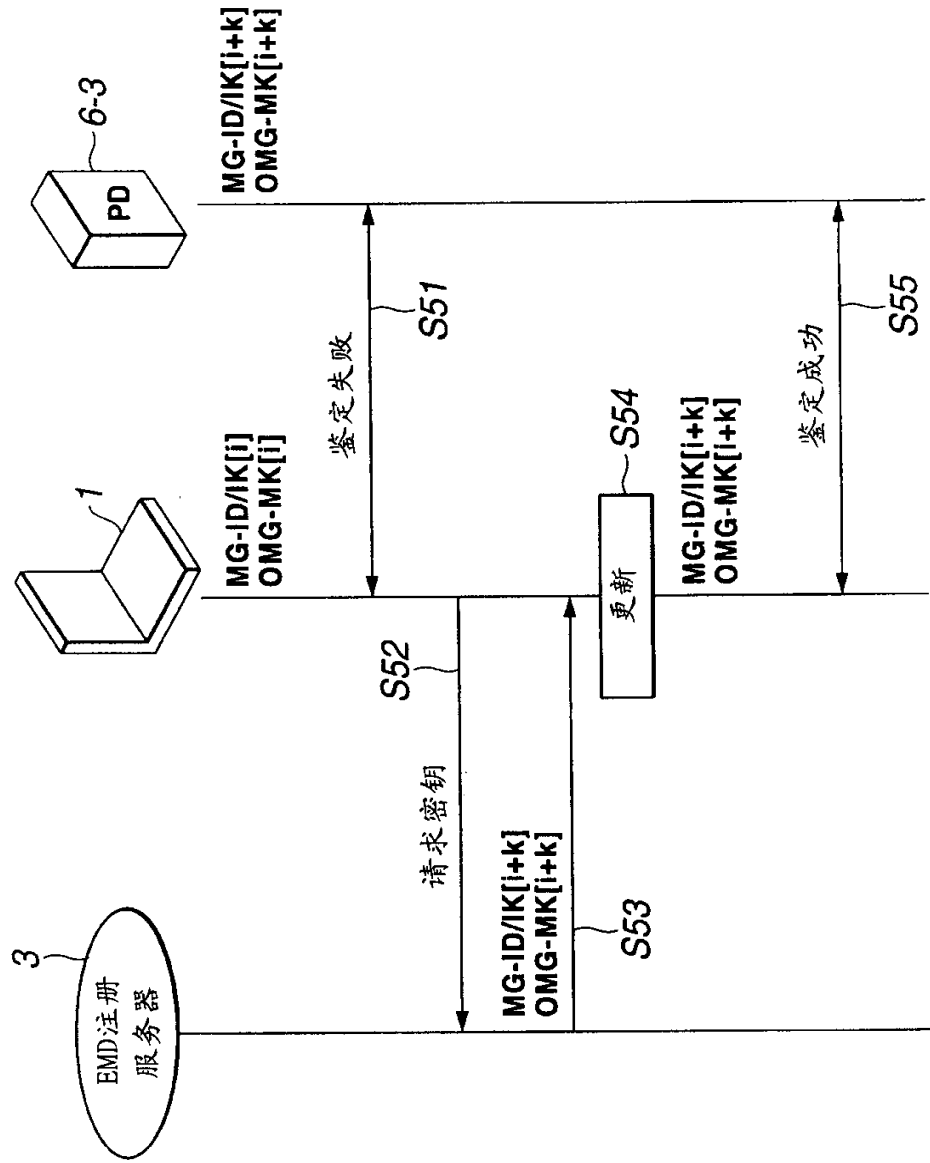 3
EMD注册
服务器
1
MG-ID/IK[i]
OMG-MK[i]
6-3
PD
MG-ID/IK[i+k]
OMG-MK[i+k]
鉴定失败
S51
请求密钥
S52
MG-ID/IK[i+k]
OMG-MK[i+k]
S53
更新
S54
MG-ID/IK[i+k]
OMG-MK[i+k]
鉴定成功
S55